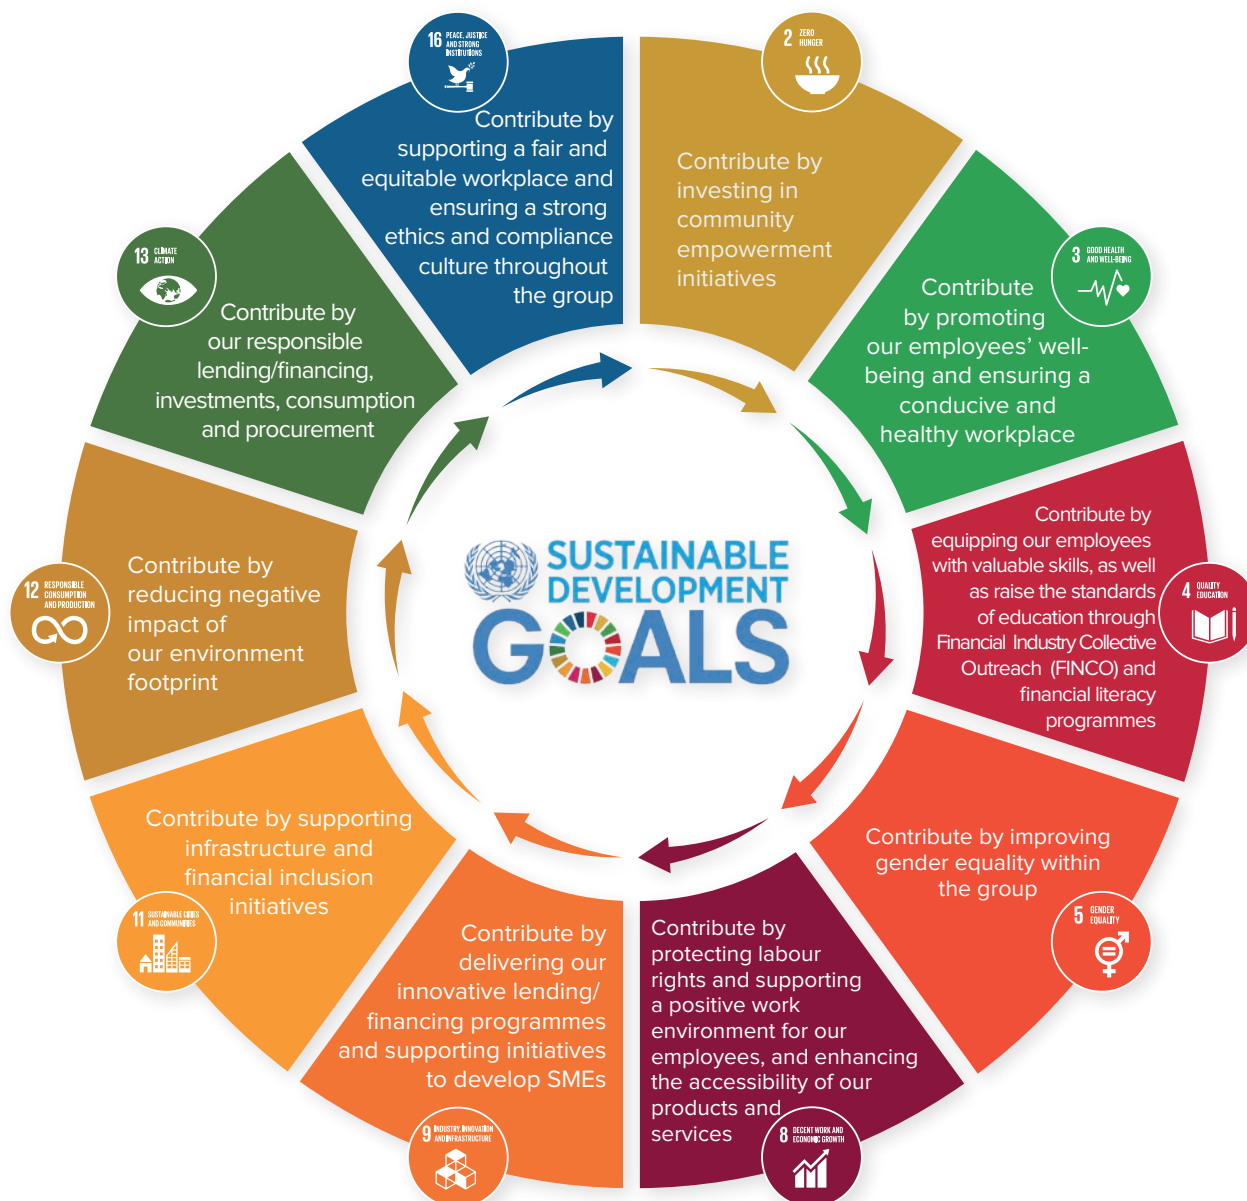 2 ZERO
HUNGER
Contribute by
investing in
community
empowerment
initiatives
3 GOOD HEALTH
AND WELL-BEING
Contribute
by promoting
our employees’ well-
being and ensuring a
conducive and
healthy workplace
4 QUALITY
EDUCATION
Contribute by
equipping our employees
with valuable skills, as well
as raise the standards
of education through
Financial Industry Collective
Outreach (FINCO) and
financial literacy
programmes
5 GENDER
EQUALITY
Contribute by improving
gender equality within
the group
8 DECENT WORK AND
ECONOMIC GROWTH
Contribute by
protecting labour
rights and supporting
a positive work
environment for our
employees, and enhancing
the accessibility of our
products and
services
9 INDUSTRY, INNOVATION
AND INFRASTRUCTURE
Contribute by
delivering our
innovative lending/
financing programmes
and supporting initiatives
to develop SMEs
11 SUSTAINABLE CITIES
AND COMMUNITIES
Contribute by supporting
infrastructure and
financial inclusion
initiatives
12 RESPONSIBLE
CONSUMPTION
AND PRODUCTION
Contribute by
reducing negative
impact of
our environment
footprint
13 CLIMATE
ACTION
Contribute by
our responsible
lending/financing,
investments, consumption
and procurement
16 PEACE, JUSTICE
AND STRONG
INSTITUTIONS
Contribute by
supporting a fair and
equitable workplace and
ensuring a strong
ethics and compliance
culture throughout
the group
SUSTAINABLE
DEVELOPMENT
GOALS